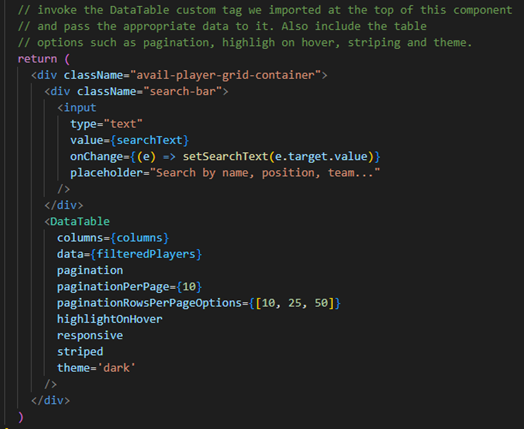 // invoke the DataTable custom tag we imported at the top of this component
// and pass the appropriate data to it. Also include the table
// options such as pagination, highligh on hover, striping and theme.
return (
<div className="avail-player-grid-container">
<div className="search-bar">
<input
type="text"
value={searchText}
onChange={(e) => setSearchText(e.target.value)}
placeholder="Search by name, position, team..."
/>
</div>
<DataTable
columns={columns}
data={filteredPlayers}
pagination
paginationPerPage={10}
paginationRowsPerPageOptions={[10, 25, 50]}
highlightOnHover
responsive
striped
theme='dark'
/>
</div>
)